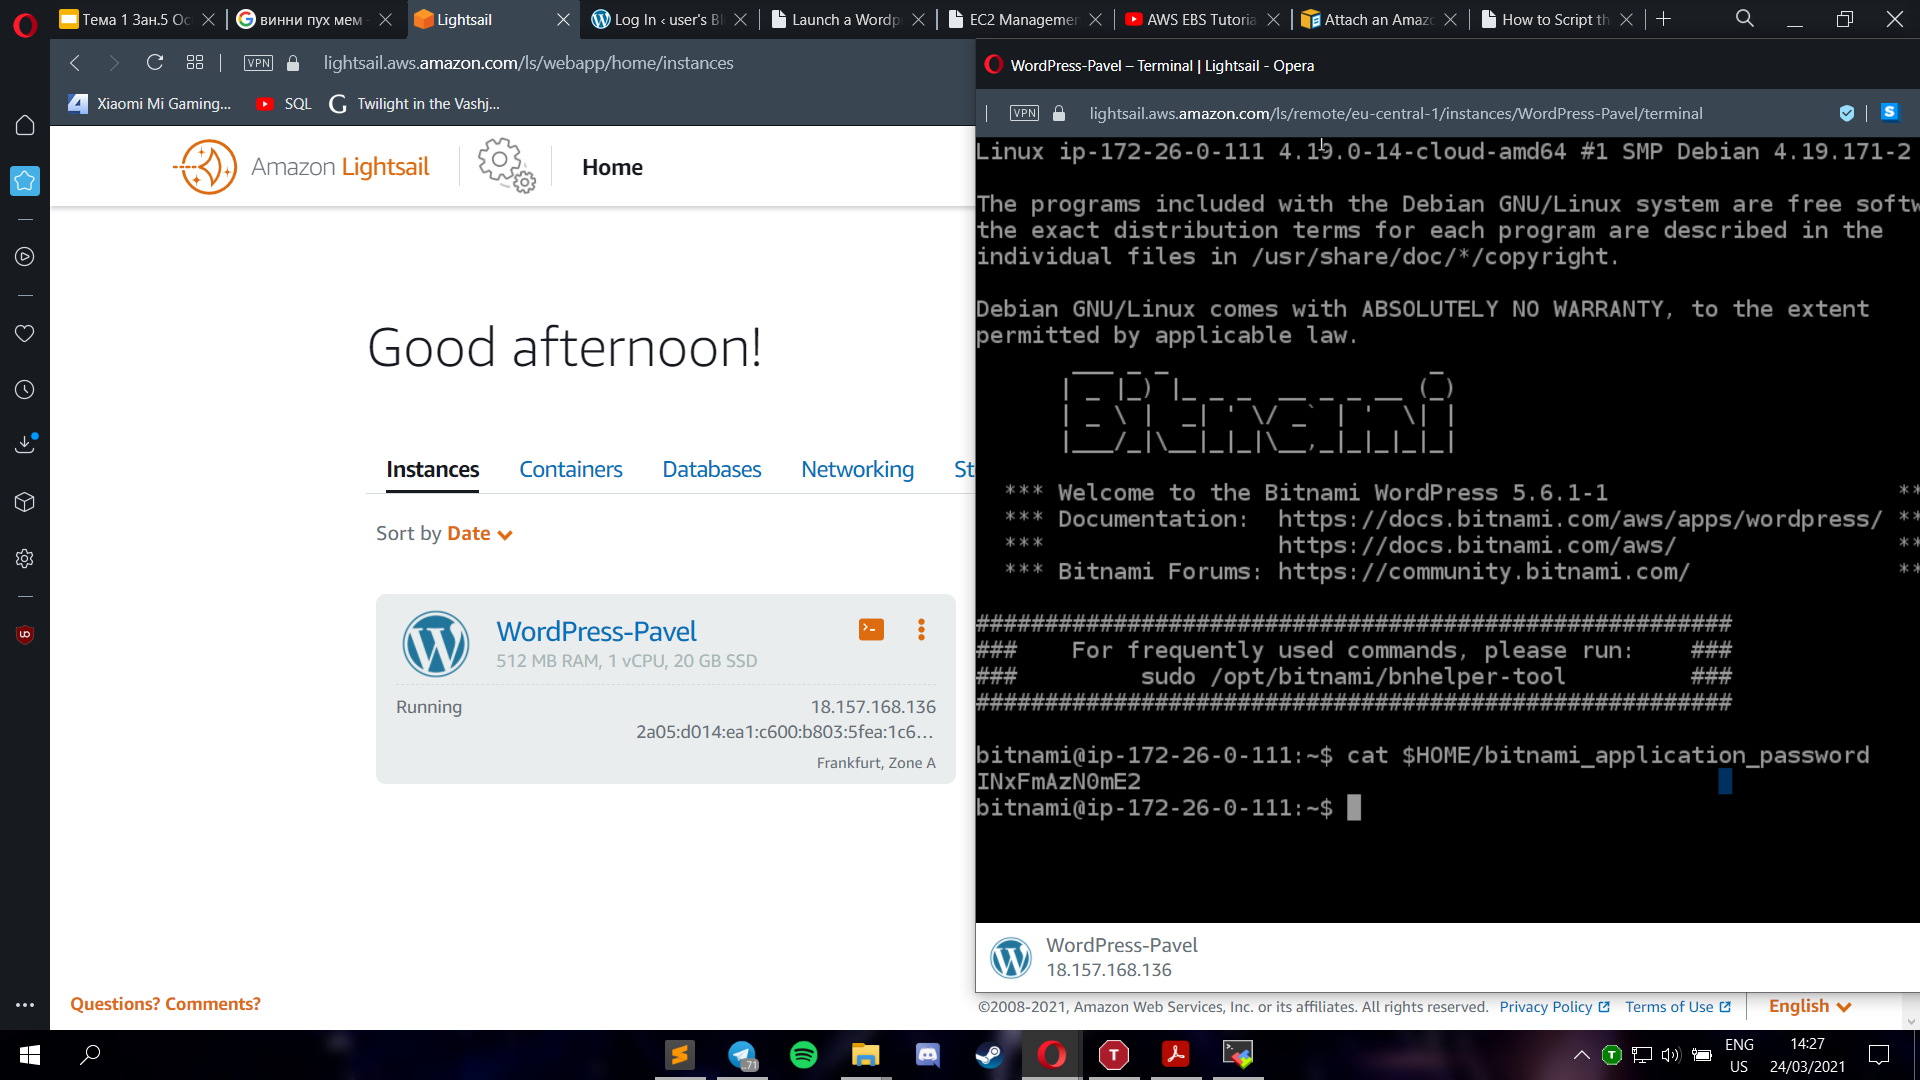 Тема 1 Зан.5 Ос
винни пух мем -
Lightsail
Log In ‹ user's Bl
Launch a Wordp
EC2 Manageme
AWS EBS Tutoria
Attach an Amaz
How to Script th
VPN
lightsail.aws.amazon.com/ls/webapp/home/instances
Xiaomi Mi Gaming...
SQL
Twilight in the Vashj...
WordPress-Pavel – Terminal | Lightsail - Opera
VPN
lightsail.aws.amazon.com/ls/remote/eu-central-1/instances/WordPress-Pavel/terminal
Amazon Lightsail
Home
Good afternoon!
Instances
Containers
Databases
Networking
St
Sort by Date
WordPress-Pavel
512 MB RAM, 1 vCPU, 20 GB SSD
Running
18.157.168.136
2a05:d014:ea1:c600:b803:5fea:1c6...
Frankfurt, Zone A
Linux ip-172-26-0-111 4.19.0-14-cloud-amd64 #1 SMP Debian 4.19.171-2
The programs included with the Debian GNU/Linux system are free softw
the exact distribution terms for each program are described in the
individual files in /usr/share/doc/*/copyright.
Debian GNU/Linux comes with ABSOLUTELY NO WARRANTY, to the extent
permitted by applicable law.
Bitnami
*** Welcome to the Bitnami WordPress 5.6.1-1 **
*** Documentation: https://docs.bitnami.com/aws/apps/wordpress/ **
*** https://docs.bitnami.com/aws/ **
*** Bitnami Forums: https://community.bitnami.com/ **
#######################################################
### For frequently used commands, please run: ###
### sudo /opt/bitnami/bnhelper-tool ###
#######################################################
bitnami@ip-172-26-0-111:~$ cat $HOME/bitnami_application_password
INxFmAzN0mE2
bitnami@ip-172-26-0-111:~$
WordPress-Pavel
18.157.168.136
Questions? Comments?
©2008-2021, Amazon Web Services, Inc. or its affiliates. All rights reserved.
Privacy Policy
Terms of Use
English
71
ENG
US
14:27
24/03/2021